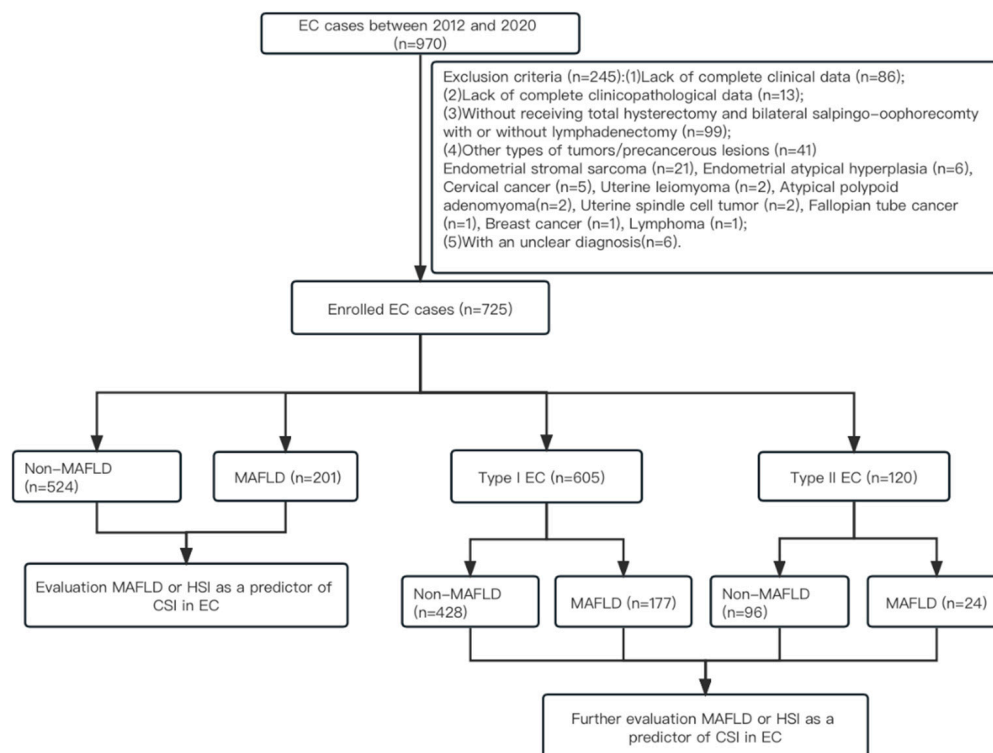 EC cases between 2012 and 2020
(n=970)
Exclusion criteria (n=245):(1)Lack of complete clinical data (n=86);
(2)Lack of complete clinicopathological data (n=13);
(3)Without receiving total hysterectomy and bilateral salpingo-oophorecomty
with or without lymphadenectomy (n=99);
(4)Other types of tumors/precancerous lesions (n=41)
Endometrial stromal sarcoma (n=21), Endometrial atypical hyperplasia (n=6),
Cervical cancer (n=5), Uterine leiomyoma (n=2), Atypical polypoid
adenomyoma(n=2), Uterine spindle cell tumor (n=2), Fallopian tube cancer
(n=1), Breast cancer (n=1), Lymphoma (n=1);
(5)With an unclear diagnosis(n=6).
Enrolled EC cases (n=725)
Non-MAFLD
(n=524)
MAFLD (n=201)
Type I EC (n=605)
Type II EC (n=120)
Evaluation MAFLD or HSI as a predictor of
CSI in EC
Non-MAFLD
(n=428)
MAFLD (n=177)
Non-MAFLD
(n=96)
MAFLD (n=24)
Further evaluation MAFLD or HSI as a
predictor of CSI in EC